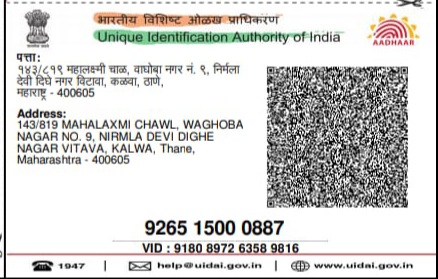 भारतीय विशिष्ट ओळख प्राधिकरण
Unique Identification Authority of India
AADHAAR
पत्ता:
१४३/८१९ महालक्ष्मी चाळ, वाघोबा नगर नं. ९, निर्मला
देवी दिघे नगर विटावा, कळवा, ठाणे,
महाराष्ट्र - 400605
Address:
143/819 MAHALAXMI CHAWL, WAGHOBA
NAGAR NO. 9, NIRMLA DEVI DIGHE
NAGAR VITAVA, KALWA, Thane,
Maharashtra - 400605
9265 1500 0887
VID : 9180 8972 6358 9816
1947 | help@uidai.gov.in | www.uidai.gov.in